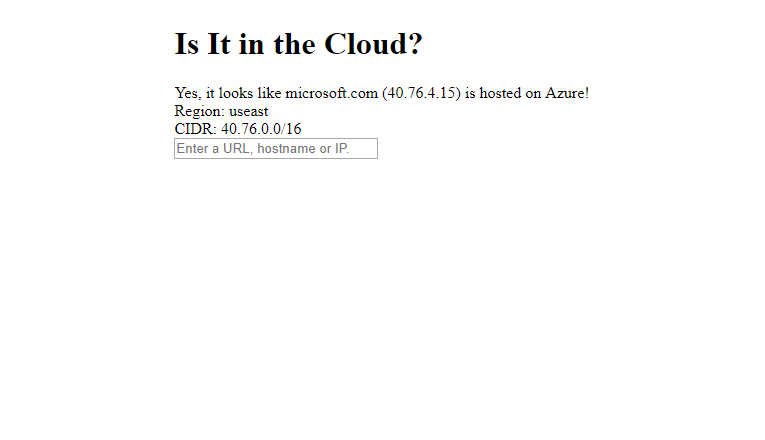 Is It in the Cloud?
Yes, it looks like microsoft.com (40.76.4.15) is hosted on Azure!
Region: useast
CIDR: 40.76.0.0/16
Enter a URL, hostname or IP.